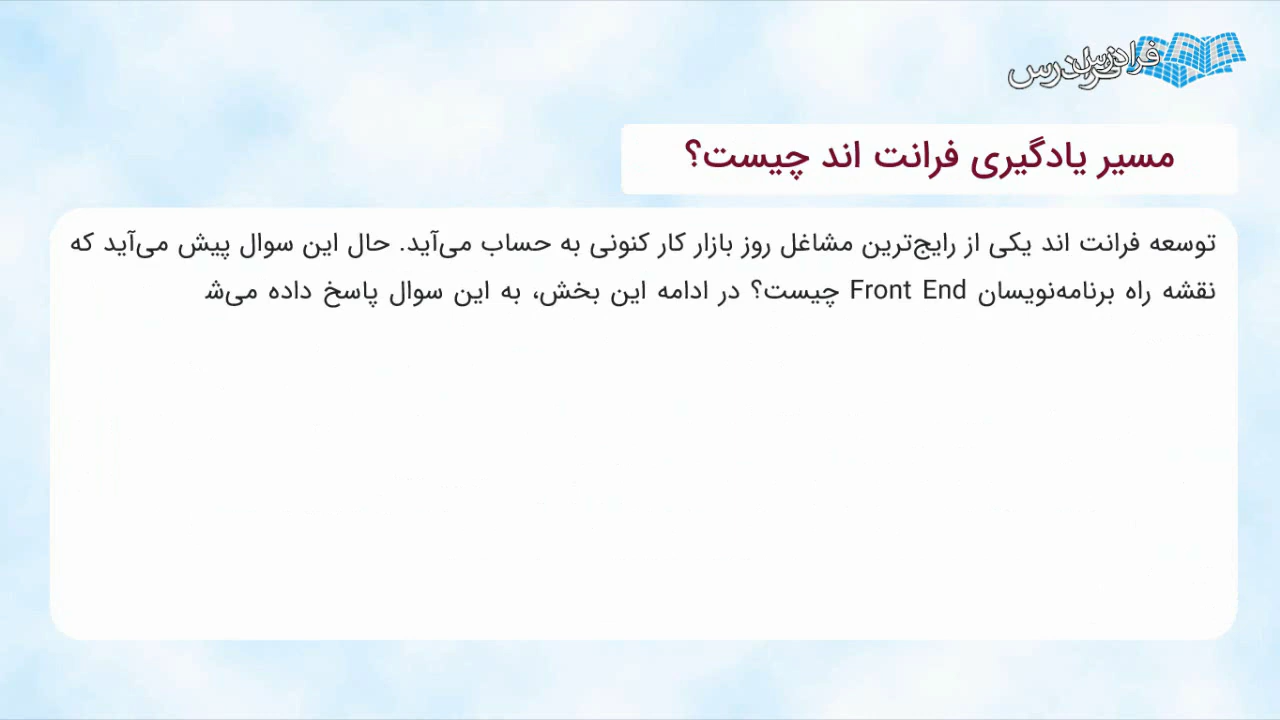 فرادرس
مسیر یادگیری فرانت اند چیست؟
توسعه فرانت اند یکی از رایج‌ترین مشاغل روز بازار کار کنونی به حساب می‌آید. حال این سوال پیش می‌آید که
نقشه راه برنامه‌نویسان Front End چیست؟ در ادامه این بخش، به این سوال پاسخ داده می‌ش